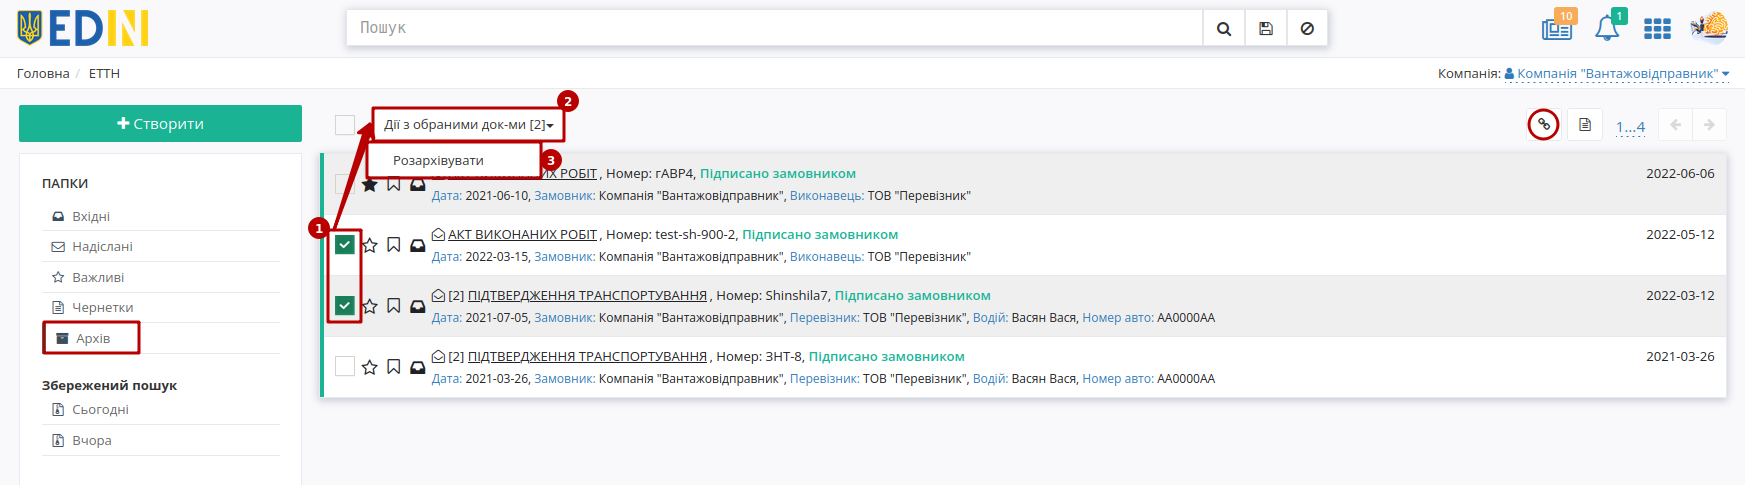 EDIN
Пошук
10
1
Головна / ЕТТН
Компанія: Компанія "Вантажовідправник"
Створити
2
Дії з обраними док-ми [2]
1...4
Розархівувати
3
ПАПКИ
Вхідні
Надіслані
Важливі
Чернетки
Архів
Збережений пошук
Сьогодні
Вчора
ИХ РОБІТ , Номер: гАВР4, Підписано замовником
2022-06-06
Дата: 2021-06-10, Замовник: Компанія "Вантажовідправник", Виконавець: ТОВ "Перевізник"
1
АКТ ВИКОНАНИХ РОБІТ , Номер: test-sh-900-2, Підписано замовником
2022-05-12
Дата: 2022-03-15, Замовник: Компанія "Вантажовідправник", Виконавець: ТОВ "Перевізник"
[2] ПІДТВЕРДЖЕННЯ ТРАНСПОРТУВАННЯ , Номер: Shinshila7, Підписано замовником
2022-03-12
Дата: 2021-07-05, Замовник: Компанія "Вантажовідправник", Перевізник: ТОВ "Перевізник", Водій: Васян Вася, Номер авто: АА0000АА
[2] ПІДТВЕРДЖЕННЯ ТРАНСПОРТУВАННЯ , Номер: ЗНТ-8, Підписано замовником
2021-03-26
Дата: 2021-03-26, Замовник: Компанія "Вантажовідправник", Перевізник: ТОВ "Перевізник", Водій: Васян Вася, Номер авто: АА0000АА